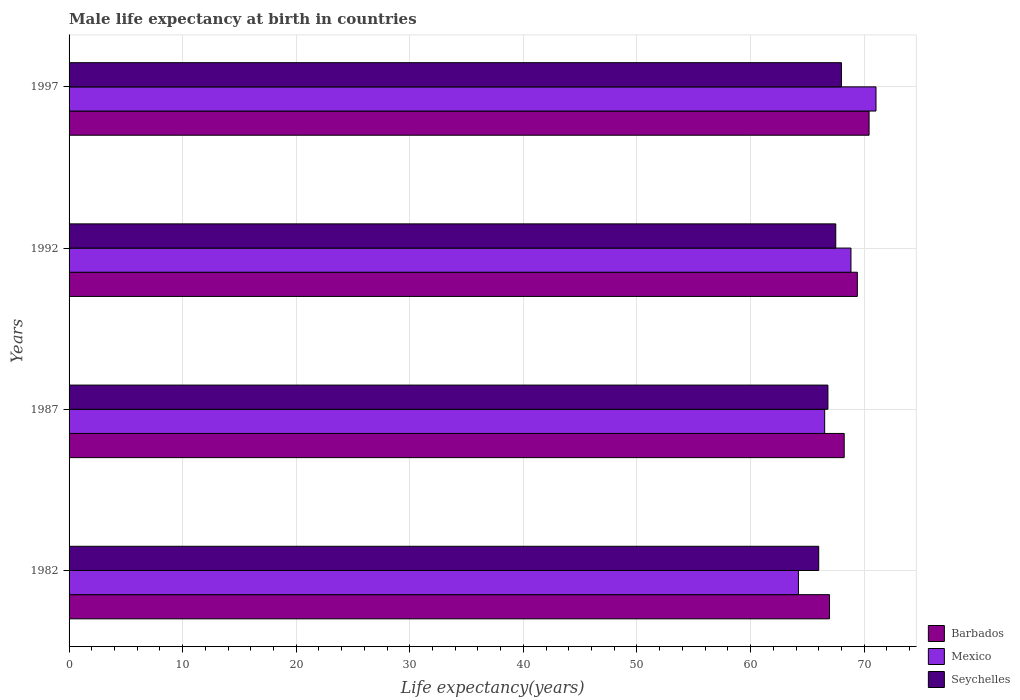 Male life expectancy at birth in countries
Years
1997
1992
1987
1982
0
10
20
30
40
50
60
70
Life expectancy(years)
Barbados
Mexico
Seychelles